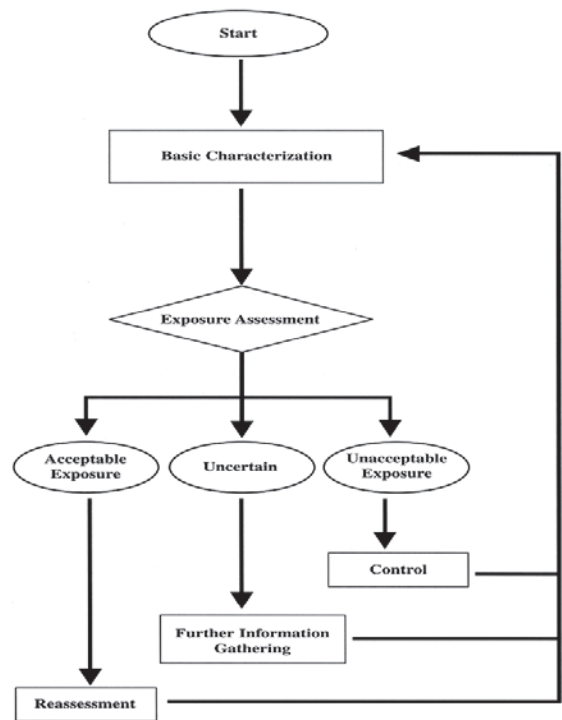 Start
Basic Characterization
Exposure Assessment
Acceptable
Exposure
Uncertain
Unacceptable
Exposure
Control
Further Information
Gathering
Reassessment